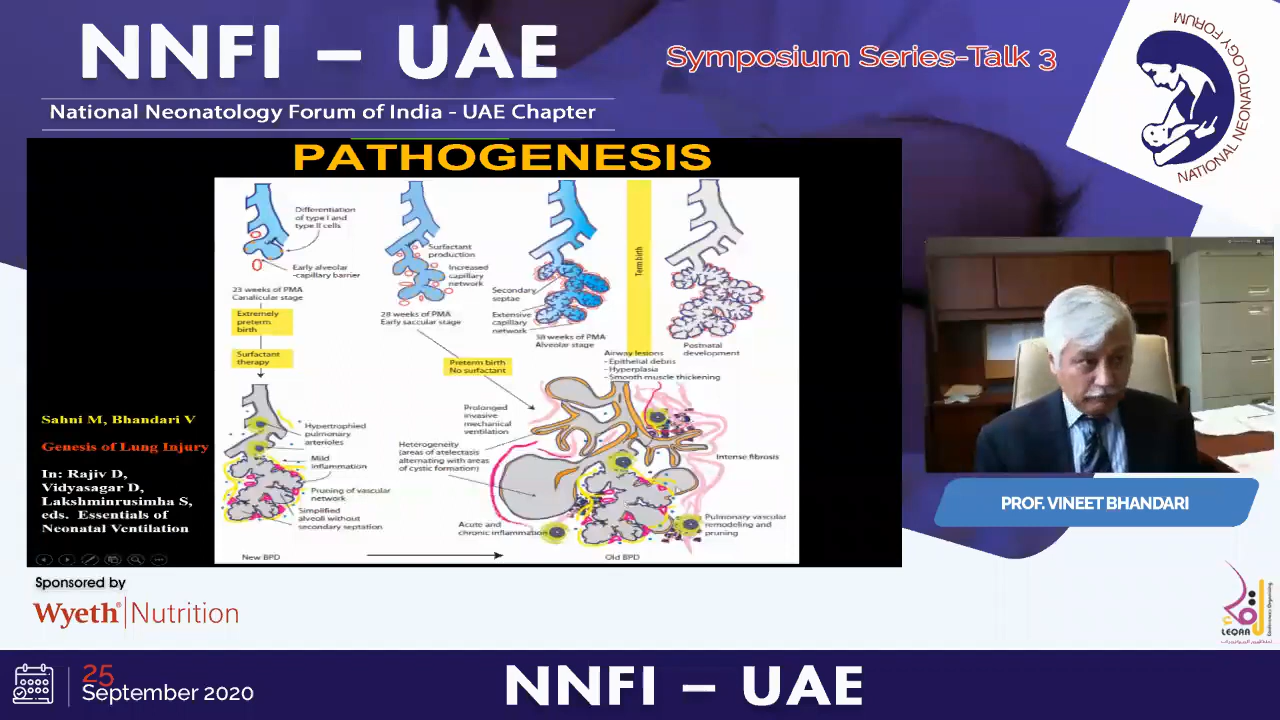 NNFI – UAE
National Neonatology Forum of India - UAE Chapter
Symposium Series-Talk 3
NATIONAL NEONATOLOGY FORUM
PATHOGENESIS
Differentiation
of type I and
type II cells
Early alveolar
-capillary barrier
23 weeks of PMA
Canalicular stage
Extremely
preterm
birth
Surfactant
therapy
Surfactant
production
Increased
capillary
network
28 weeks of PMA
Early saccular stage
Preterm birth
No surfactant
Secondary
septae
Extensive
capillary
network
38 weeks of PMA
Alveolar stage
Term birth
Postnatal
development
Airway lesions
- Epithelial debris
- Hyperplasia
- Smooth muscle thickening
Prolonged
invasive
mechanical
ventilation
Heterogeneity
(areas of atelectasis
alternating with areas
of cystic formation)
Intense fibrosis
Hypertrophied
pulmonary
arterioles
Mild
inflammation
Pruning of vascular
network
Simplified
alveoli without
secondary septation
Acute and
chronic inflammation
Pulmonary vascular
remodeling and
pruning
New BPD
Old BPD
Sahni M, Bhandari V
Genesis of Lung Injury
In: Rajiv D,
Vidyasagar D,
Lakshminrusimha S,
eds. Essentials of
Neonatal Ventilation
PROF. VINEET BHANDARI
Sponsored by
Wyeth® Nutrition
LEQAA
25
September 2020
NNFI – UAE